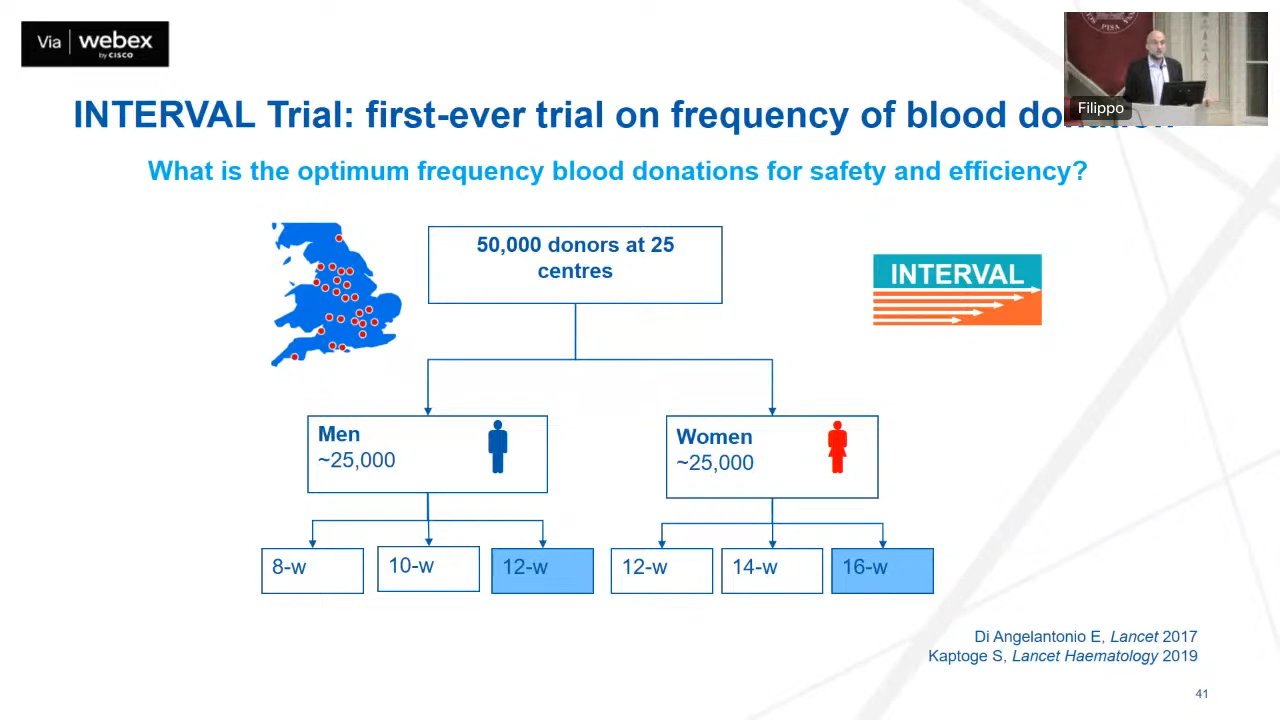 Via webex
by CISCO
PISA
Filippo
INTERVAL Trial: first-ever trial on frequency of blood
What is the optimum frequency blood donations for safety and efficiency?
50,000 donors at 25
centres
INTERVAL
Men
~25,000
Women
~25,000
8-w
10-w
12-w
12-w
14-w
16-w
Di Angelantonio E, Lancet 2017
Kaptoge S, Lancet Haematology 2019
41